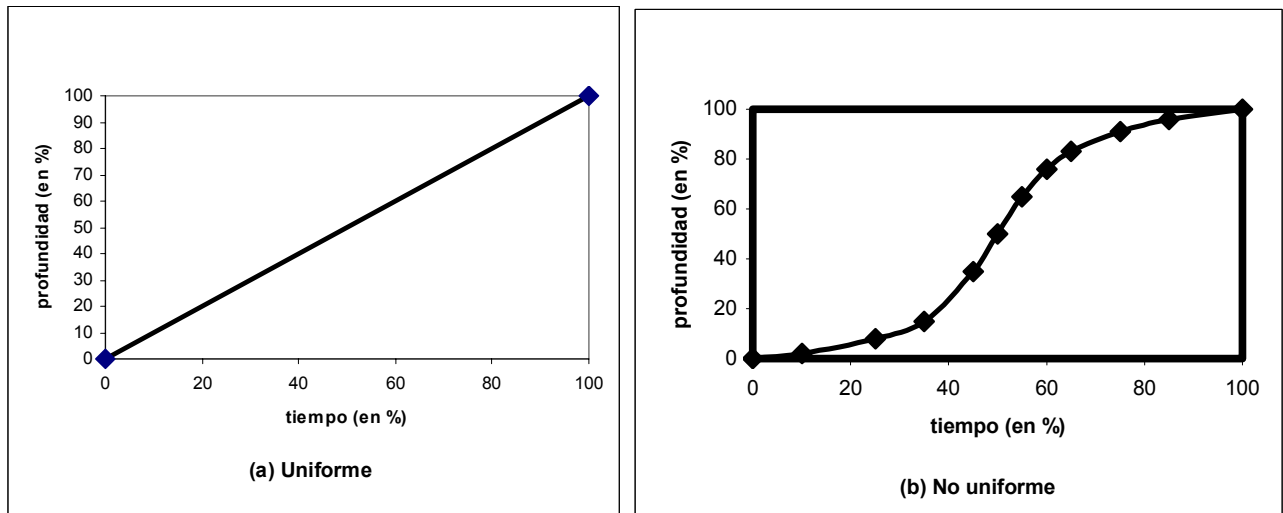 100
90
80
70
60
50
40
30
20
10
0
profundidad (en %)
0 20 40 60 80 100
tiempo (en %)
(a) Uniforme
100
80
60
40
20
0
profundidad (en %)
0 20 40 60 80 100
tiempo (en %)
(b) No uniforme